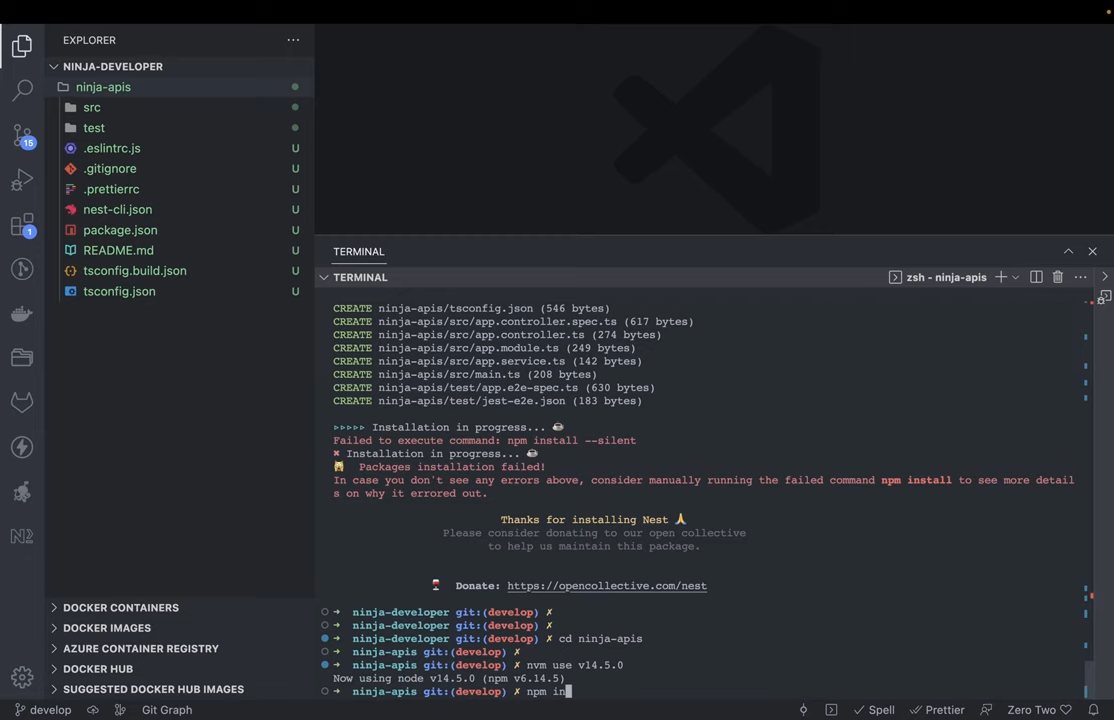 EXPLORER
NINJA-DEVELOPER
ninja-apis
src
test
.eslintrc.js U
.gitignore U
.prettierrc U
nest-cli.json U
package.json U
README.md U
tsconfig.build.json U
tsconfig.json U
15
1
DOCKER CONTAINERS
DOCKER IMAGES
AZURE CONTAINER REGISTRY
DOCKER HUB
SUGGESTED DOCKER HUB IMAGES
TERMINAL
TERMINAL
zsh - ninja-apis
CREATE ninja-apis/tsconfig.json (546 bytes)
CREATE ninja-apis/src/app.controller.spec.ts (617 bytes)
CREATE ninja-apis/src/app.controller.ts (274 bytes)
CREATE ninja-apis/src/app.module.ts (249 bytes)
CREATE ninja-apis/src/app.service.ts (142 bytes)
CREATE ninja-apis/src/main.ts (208 bytes)
CREATE ninja-apis/test/app.e2e-spec.ts (630 bytes)
CREATE ninja-apis/test/jest-e2e.json (183 bytes)
▹▹▹▹▹ Installation in progress... ☕
Failed to execute command: npm install --silent
✖ Installation in progress... ☕
🙀 Packages installation failed!
In case you don't see any errors above, consider manually running the failed command npm install to see more detail
s on why it errored out.
Thanks for installing Nest 🙏
Please consider donating to our open collective
to help us maintain this package.
🍷 Donate: https://opencollective.com/nest
➜ ninja-developer git:(develop) ✗
➜ ninja-developer git:(develop) ✗
➜ ninja-developer git:(develop) ✗ cd ninja-apis
➜ ninja-apis git:(develop) ✗
➜ ninja-apis git:(develop) ✗ nvm use v14.5.0
Now using node v14.5.0 (npm v6.14.5)
➜ ninja-apis git:(develop) ✗ npm in
develop
Git Graph
Spell
Prettier
Zero Two